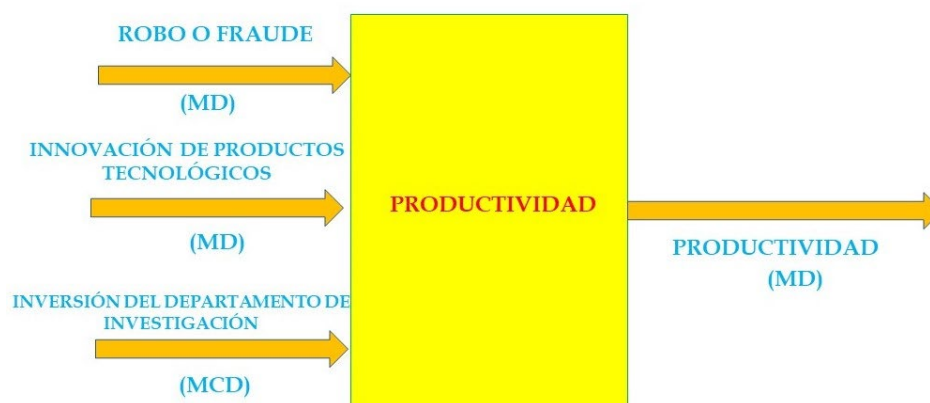 ROBO O FRAUDE
(MD)
INNOVACIÓN DE PRODUCTOS
TECNOLÓGICOS
(MD)
INVERSIÓN DEL DEPARTAMENTO DE
INVESTIGACIÓN
(MCD)
PRODUCTIVIDAD
PRODUCTIVIDAD
(MD)